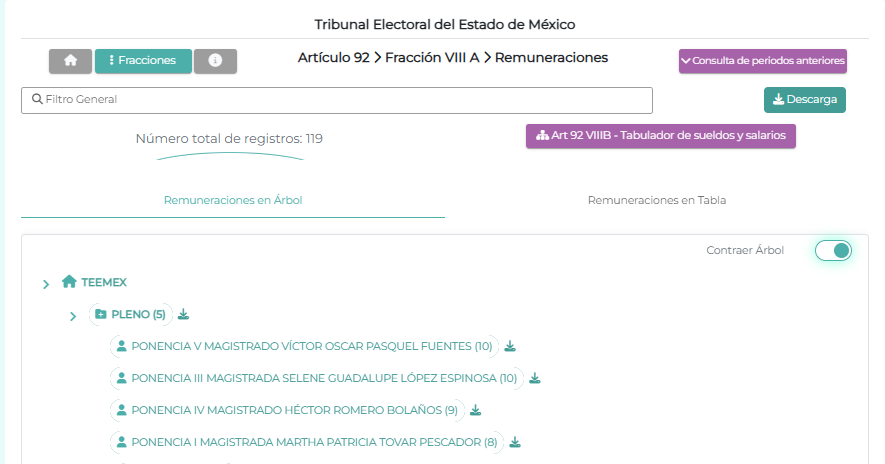 Tribunal Electoral del Estado de México
Fracciones
Artículo 92 > Fracción VIII A > Remuneraciones
Consulta de periodos anteriores
Filtro General
Descarga
Número total de registros: 119
Art 92 VIIIB - Tabulador de sueldos y salarios
Remuneraciones en Árbol
Remuneraciones en Tabla
Contraer Árbol
TEEMEX
PLENO (5)
PONENCIA V MAGISTRADO VÍCTOR OSCAR PASQUEL FUENTES (10)
PONENCIA III MAGISTRADA SELENE GUADALUPE LÓPEZ ESPINOSA (10)
PONENCIA IV MAGISTRADO HÉCTOR ROMERO BOLAÑOS (9)
PONENCIA I MAGISTRADA MARTHA PATRICIA TOVAR PESCADOR (8)